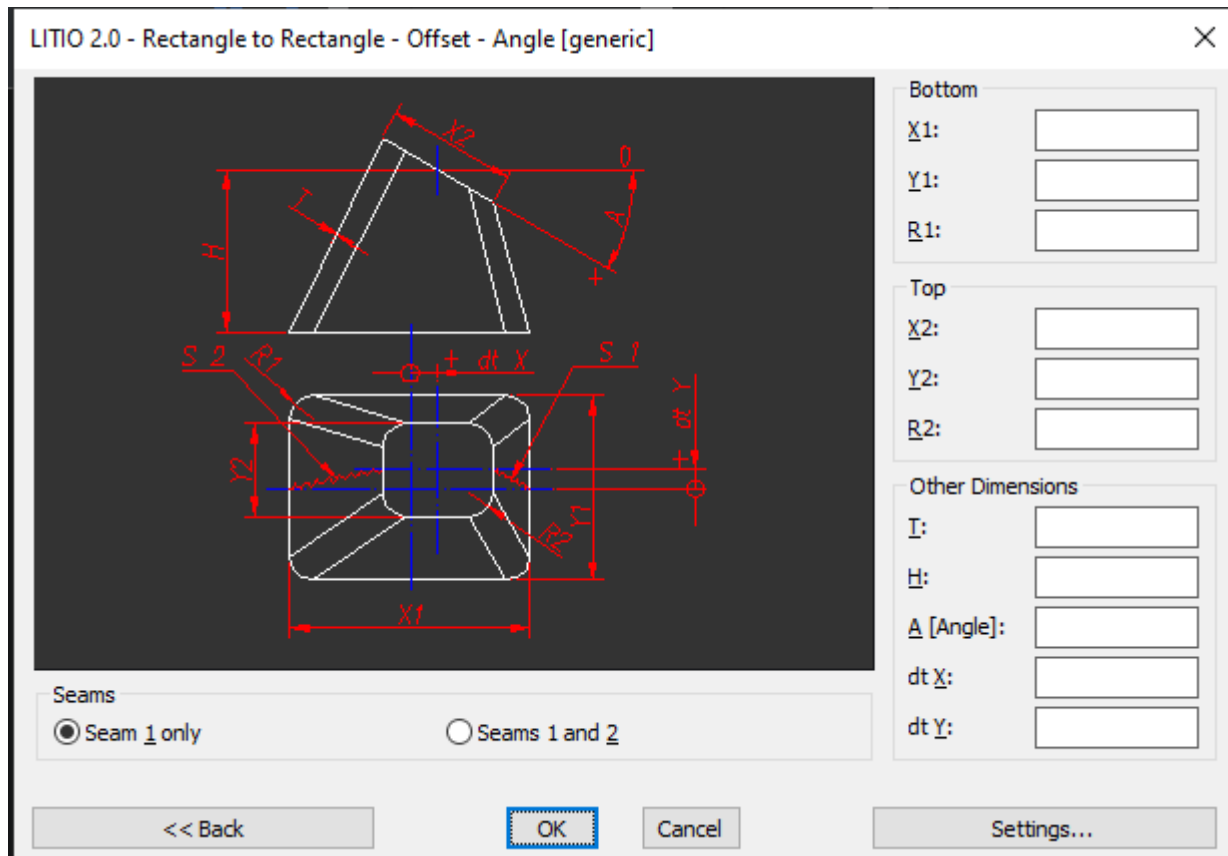 LITIO 2.0 - Rectangle to Rectangle - Offset - Angle [generic]
X2
0
T
A
H
+
S 2
R1
+ dt X
S 1
dt Y
+
Y2
Y1
R2
X1
Bottom
X1:
Y1:
R1:
Top
X2:
Y2:
R2:
Other Dimensions
T:
H:
A [Angle]:
dt X:
dt Y:
Seams
Seam 1 only
Seams 1 and 2
<< Back
OK
Cancel
Settings...